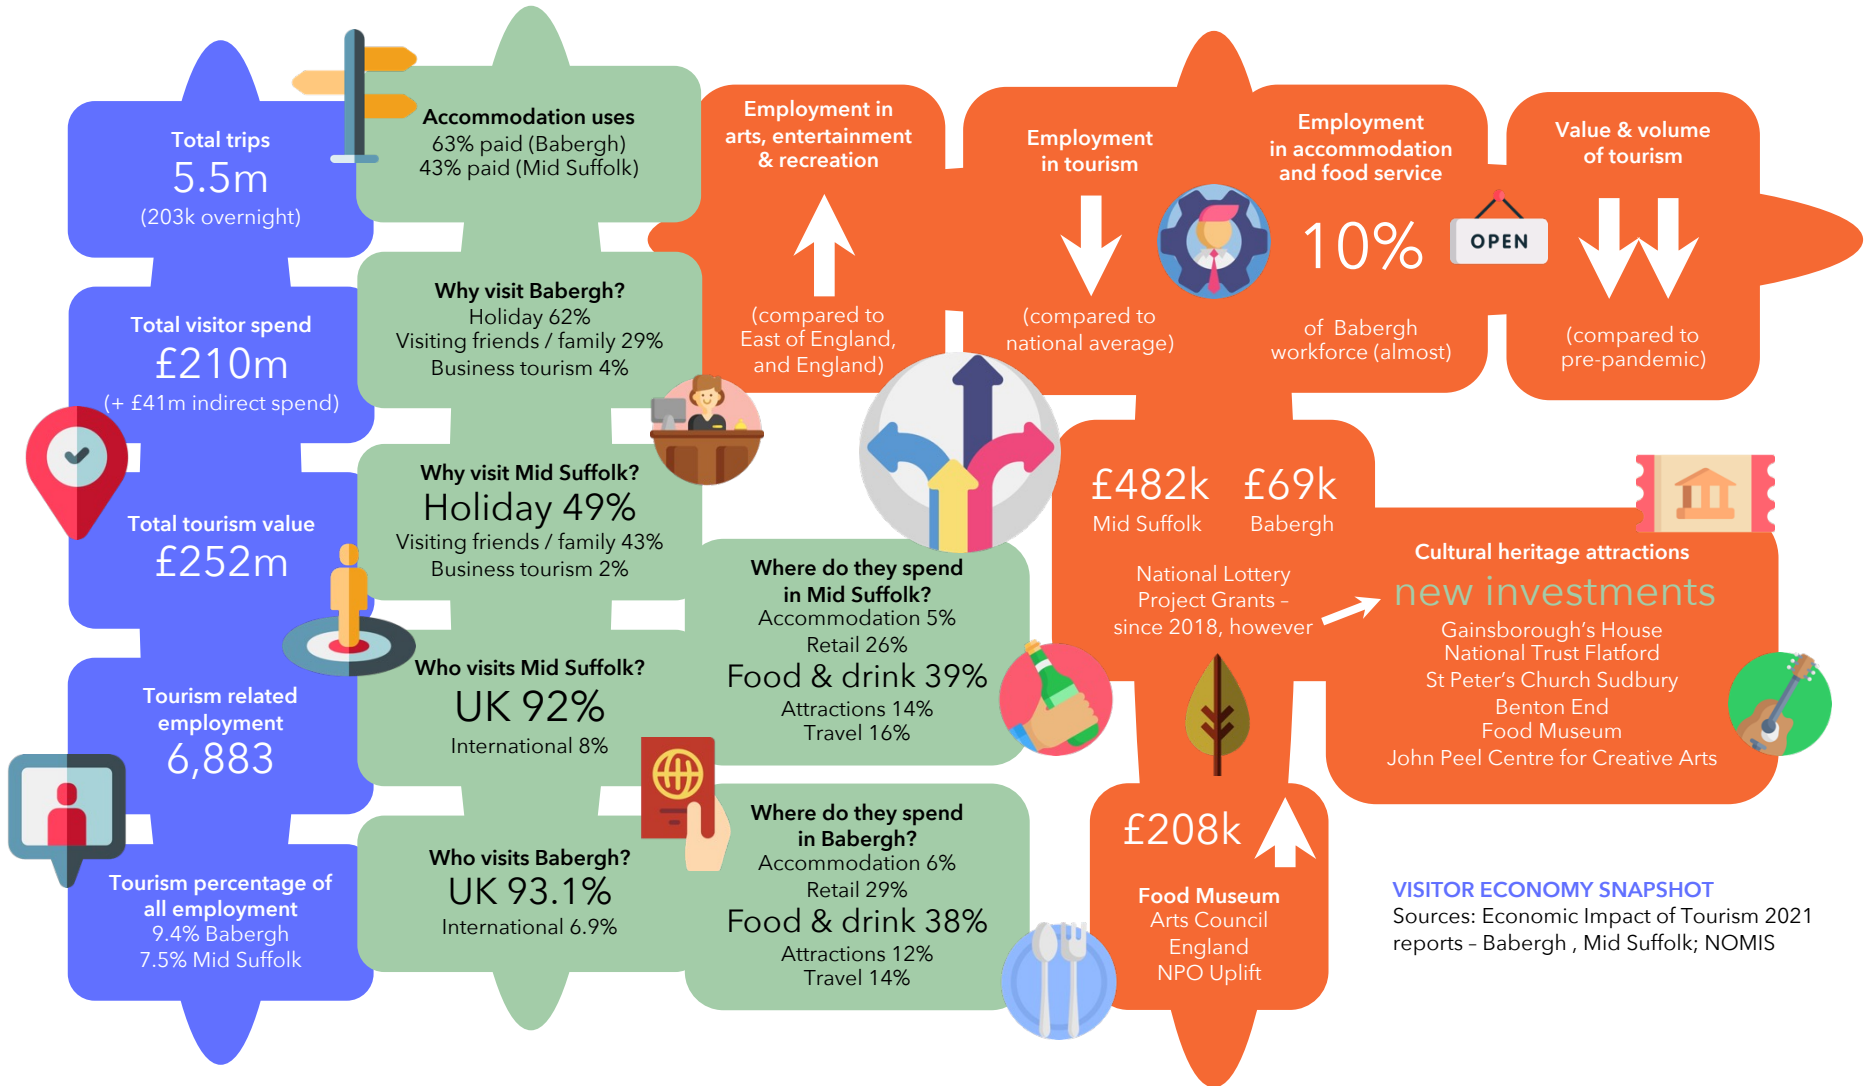 Total trips
5.5m
(203k overnight)
Total visitor spend
£210m
(+ £41m indirect spend)
Total tourism value
£252m
Tourism related
employment
6,883
Tourism percentage of
all employment
9.4% Babergh
7.5% Mid Suffolk
Accommodation uses
63% paid (Babergh)
43% paid (Mid Suffolk)
Why visit Babergh?
Holiday 62%
Visiting friends / family 29%
Business tourism 4%
Why visit Mid Suffolk?
Holiday 49%
Visiting friends / family 43%
Business tourism 2%
Who visits Mid Suffolk?
UK 92%
International 8%
Who visits Babergh?
UK 93.1%
International 6.9%
Where do they spend
in Mid Suffolk?
Accommodation 5%
Retail 26%
Food & drink 39%
Attractions 14%
Travel 16%
Where do they spend
in Babergh?
Accommodation 6%
Retail 29%
Food & drink 38%
Attractions 12%
Travel 14%
Employment in
arts, entertainment
& recreation
(compared to
East of England,
and England)
Employment
in tourism
(compared to
national average)
Employment
in accommodation
and food service
10%
of Babergh
workforce (almost)
OPEN
Value & volume
of tourism
(compared to
pre-pandemic)
£482k £69k
Mid Suffolk Babergh
National Lottery
Project Grants –
since 2018, however
Cultural heritage attractions
new investments
Gainsborough’s House
National Trust Flatford
St Peter’s Church Sudbury
Benton End
Food Museum
John Peel Centre for Creative Arts
£208k
Food Museum
Arts Council
England
NPO Uplift
VISITOR ECONOMY SNAPSHOT
Sources: Economic Impact of Tourism 2021
reports – Babergh , Mid Suffolk; NOMIS